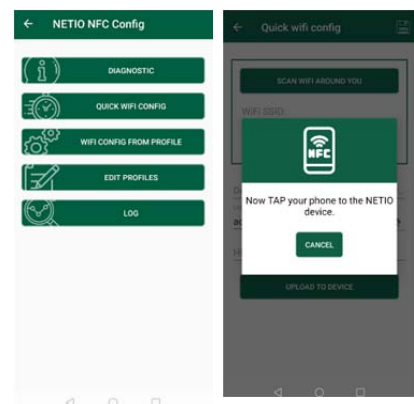 NETIO NFC Config
DIAGNOSTIC
QUICK WIFI CONFIG
WIFI CONFIG FROM PROFILE
EDIT PROFILES
LOG
Quick wifi config
SCAN WIFI AROUND YOU
WiFi SSID:
NFC
Now TAP your phone to the NETIO
device.
CANCEL
UPLOAD TO DEVICE